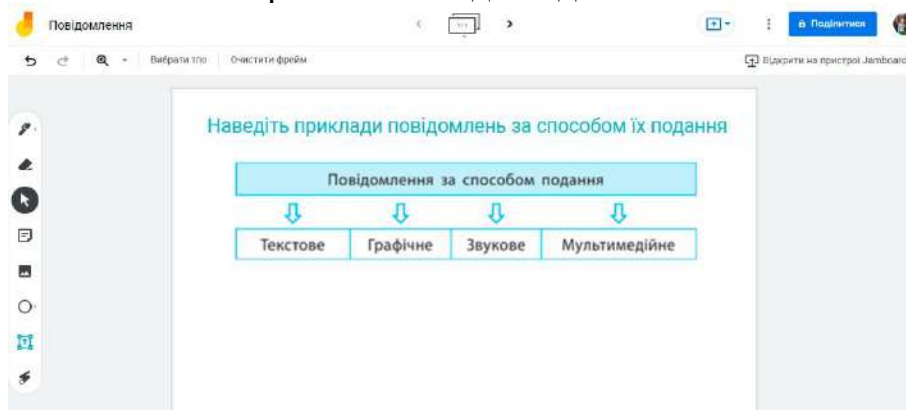 Повідомлення
Поділитися
Вибрати тло
Очистити фрейм
Відкрити на пристрої Jamboard
Наведіть приклади повідомлень за способом їх подання
Повідомлення за способом подання
Текстове
Графічне
Звукове
Мультимедійне